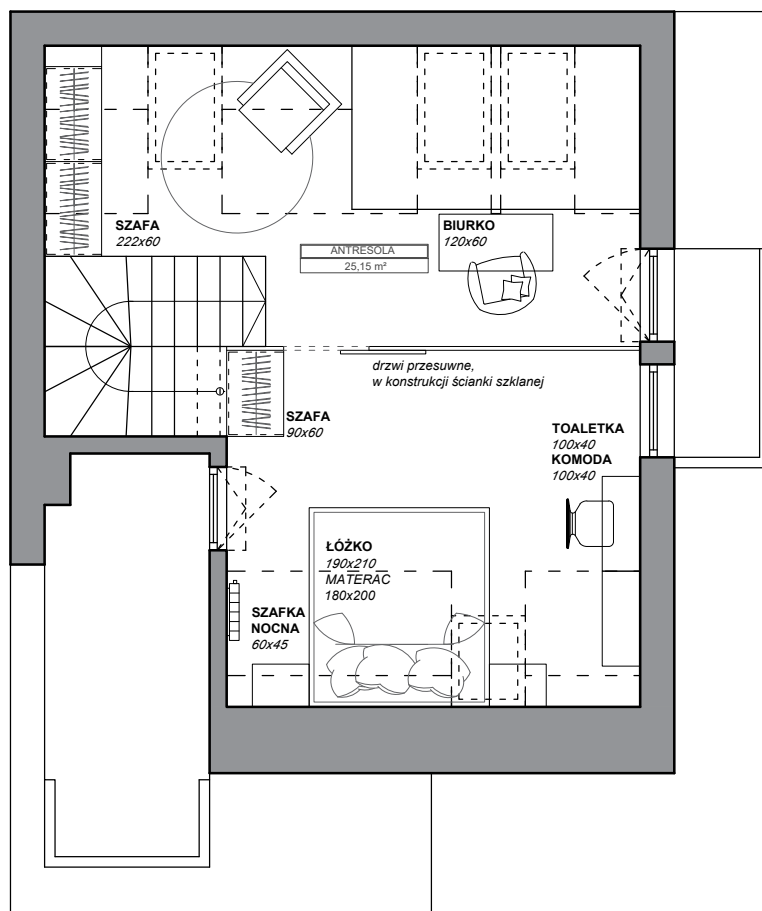 SZAFA
222x60
BIURKO
120x60
ANTRESOLA
25,15 m²
drzwi przesuwne,
w konstrukcji ścianki szklanej
SZAFA
90x60
TOALETKA
100x40
KOMODA
100x40
ŁÓŻKO
190x210
MATERAC
180x200
SZAFKA
NOCNA
60x45